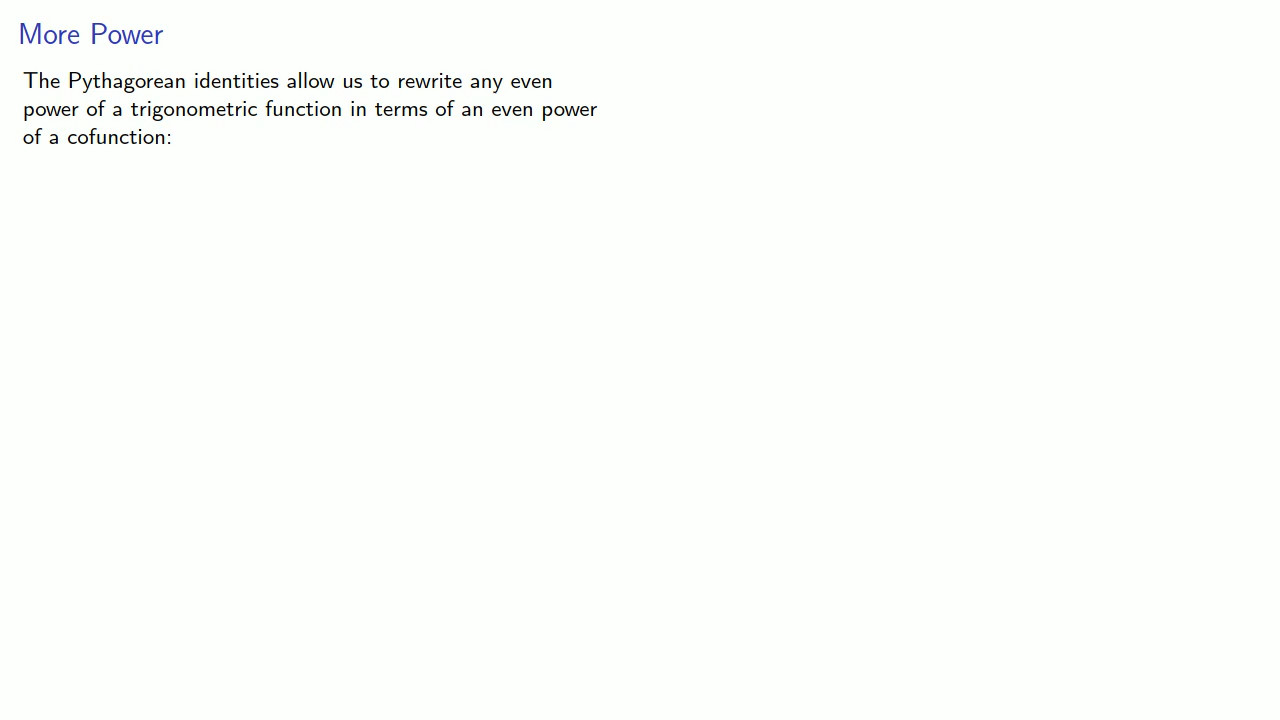 More Power
The Pythagorean identities allow us to rewrite any even
power of a trigonometric function in terms of an even power
of a cofunction: